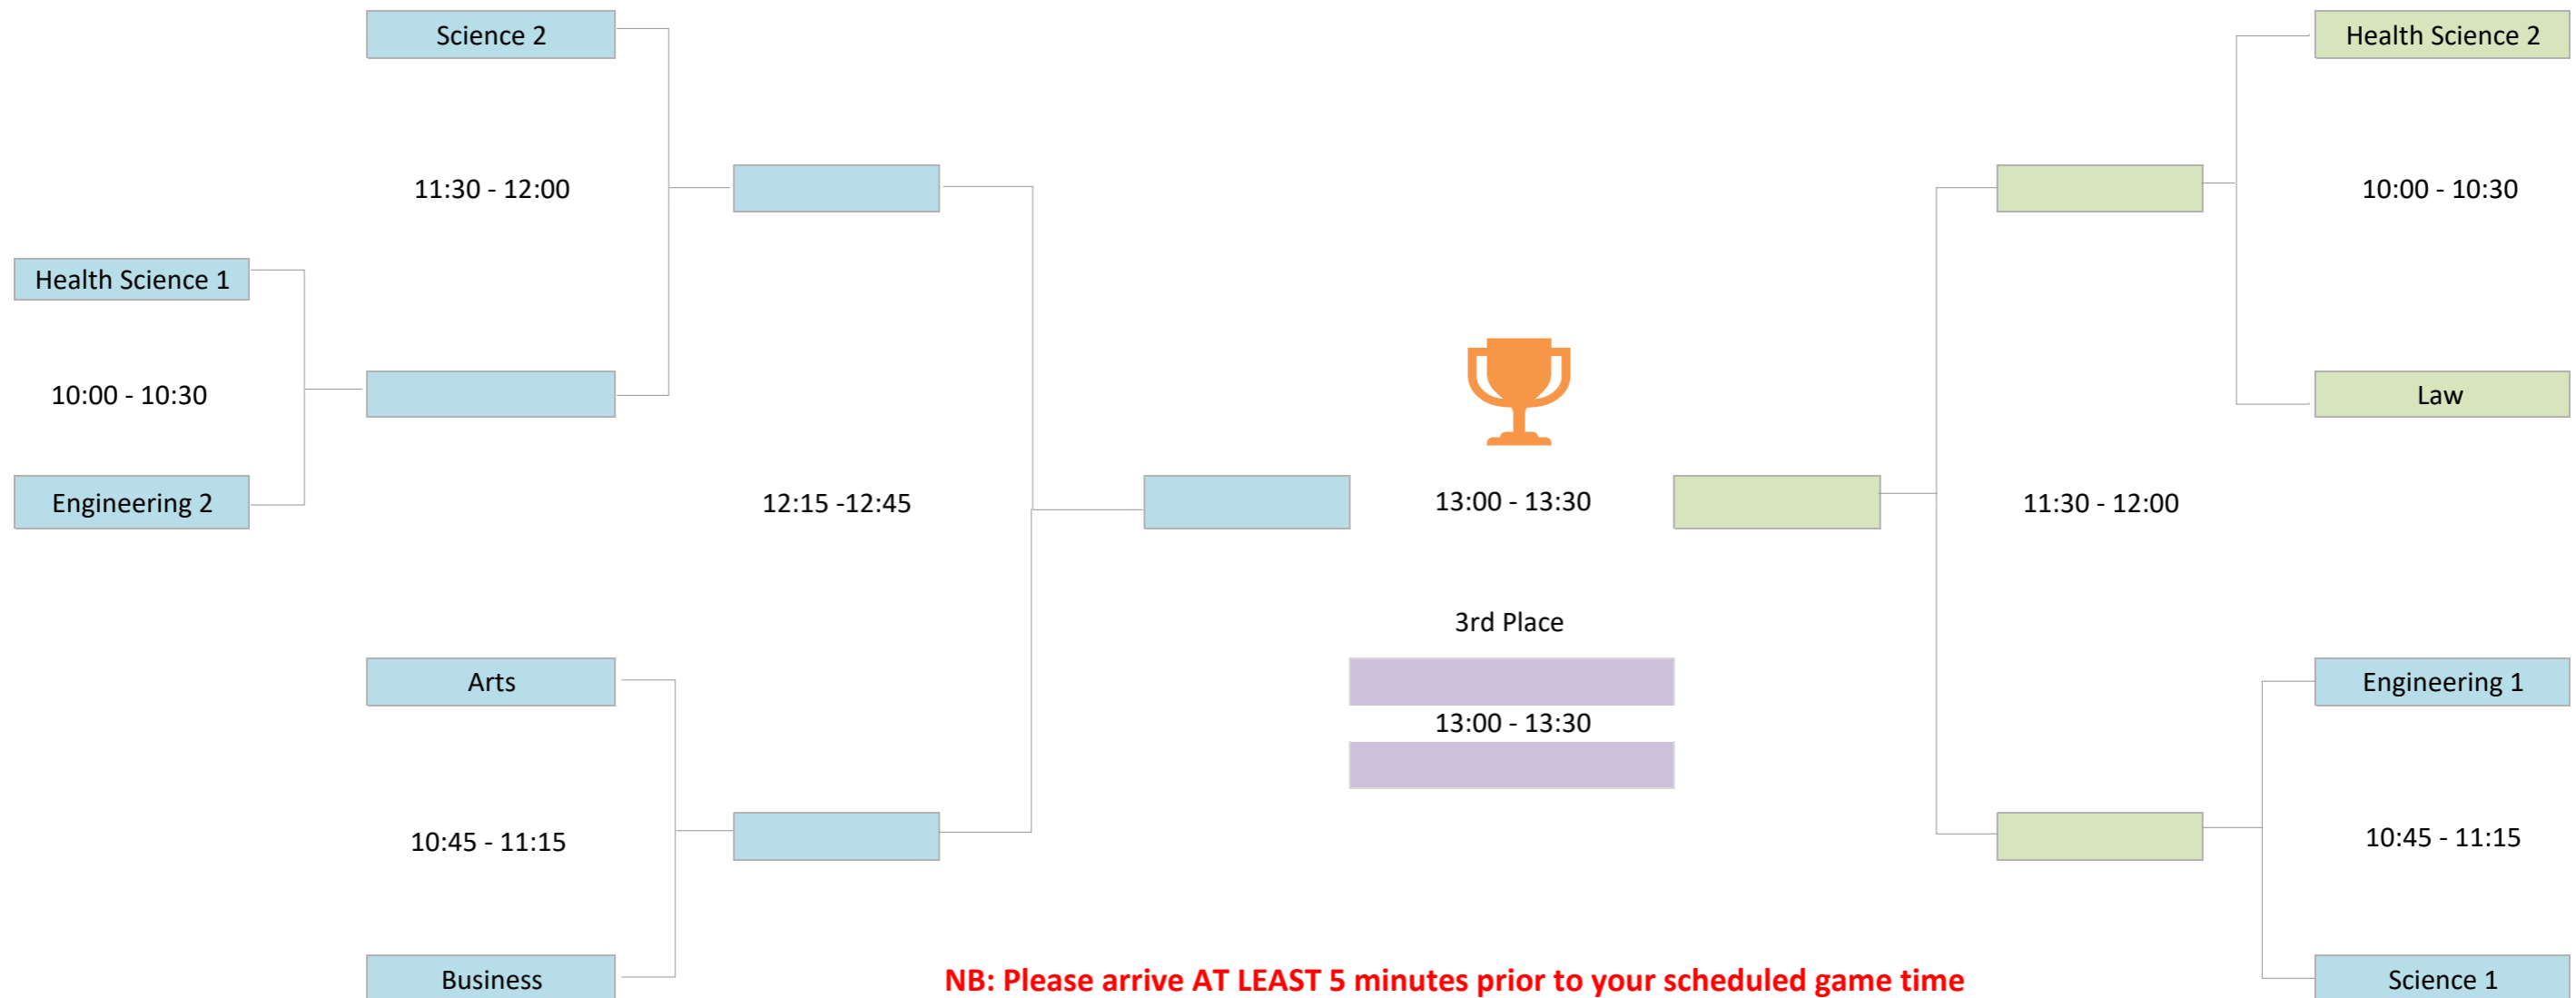 Science 2
Health Science 2
11:30 - 12:00
10:00 - 10:30
Health Science 1
10:00 - 10:30
Law
Engineering 2
12:15 -12:45
13:00 - 13:30
11:30 - 12:00
3rd Place
Arts
Engineering 1
13:00 - 13:30
10:45 - 11:15
10:45 - 11:15
Business
NB: Please arrive AT LEAST 5 minutes prior to your scheduled game time
Science 1